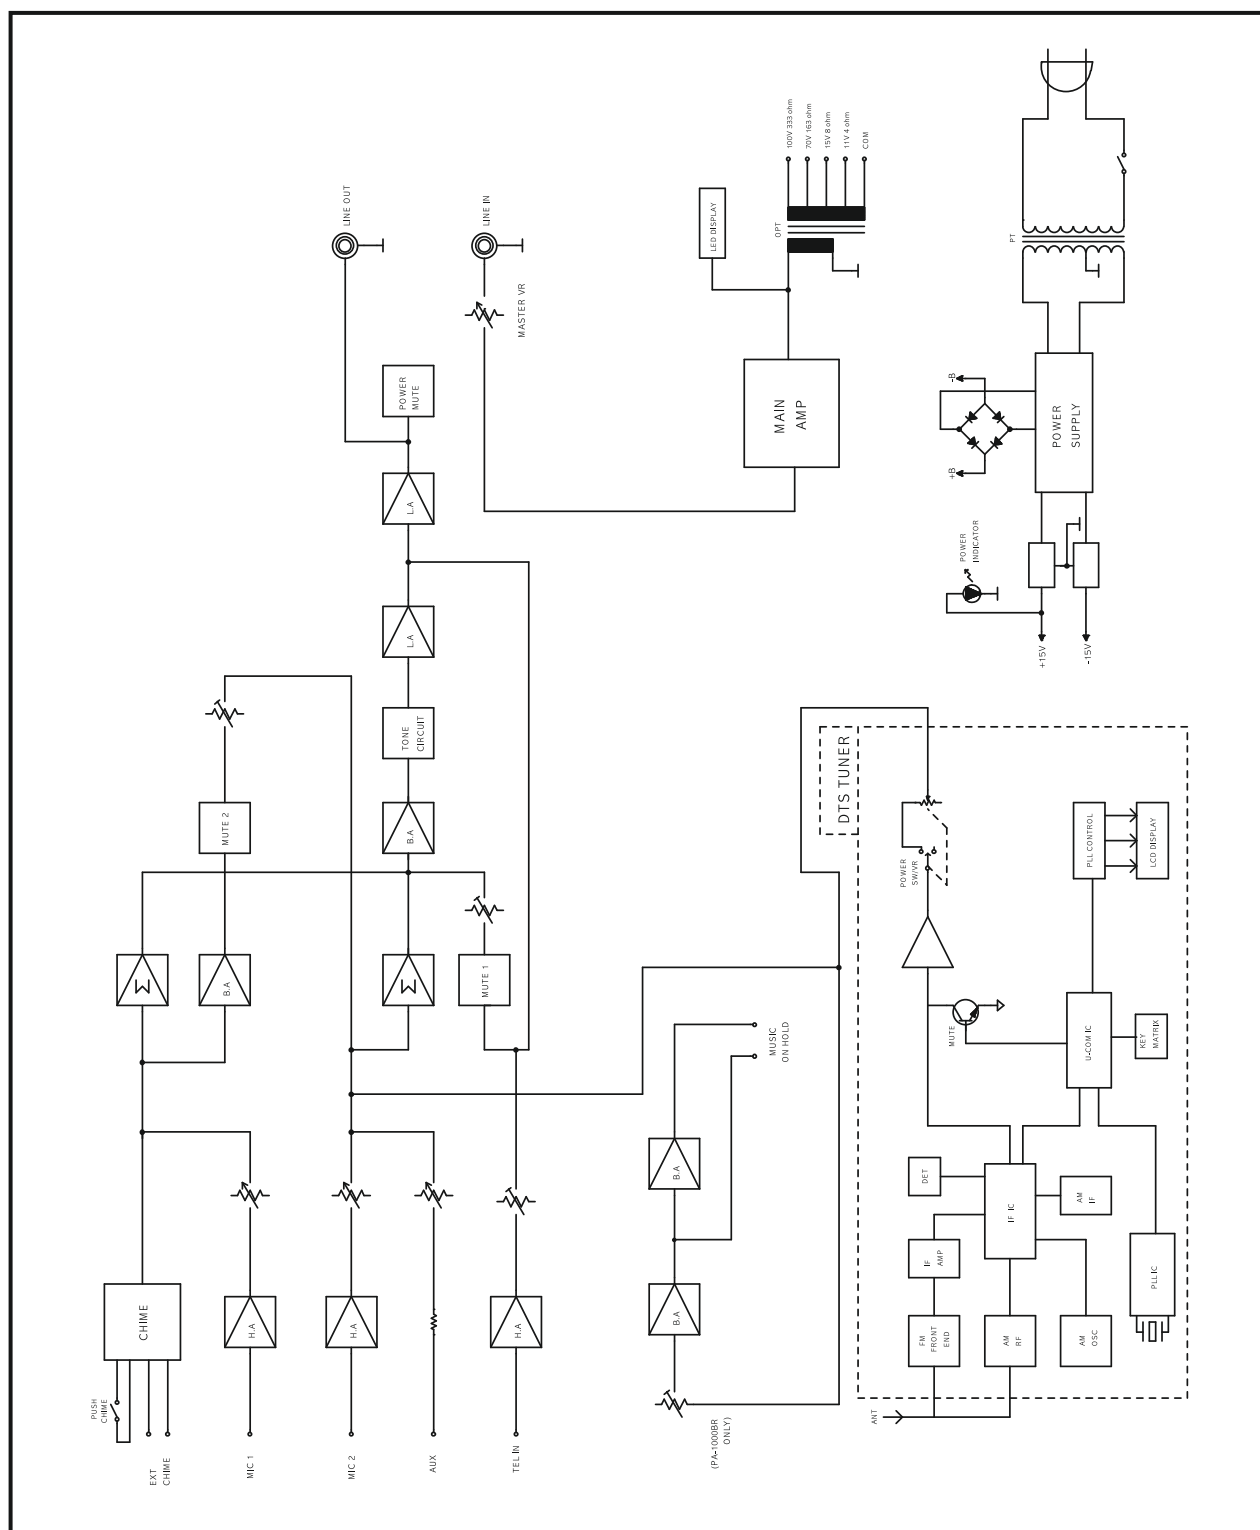 LINE OUT
LINE IN
MASTER VR
LED DISPLAY
OPT
100V 333 ohm
70V 163 ohm
15V 8 ohm
11V 4 ohm
COM
PT
POWER
MUTE
L.A
MAIN
AMP
-B
+B
POWER
SUPPLY
POWER
INDICATOR
+15V
-15V
L.A
TONE
CIRCUIT
B.A
MUTE 2
MUTE 1
Σ
B.A
Σ
DTS TUNER
POWER
SW/VR
PLL CONTROL
LCD DISPLAY
MUTE
U-COM IC
KEY
MATRIX
MUSIC
ON HOLD
B.A
B.A
DET
IF IC
AM
IF
IF
AMP
PLL IC
FM
FRONT
END
AM
RF
AM
OSC
ANT
CHIME
H.A
H.A
H.A
PUSH
CHIME
EXT
CHIME
MIC 1
MIC 2
AUX
TEL IN
(PA-1000BR
ONLY)